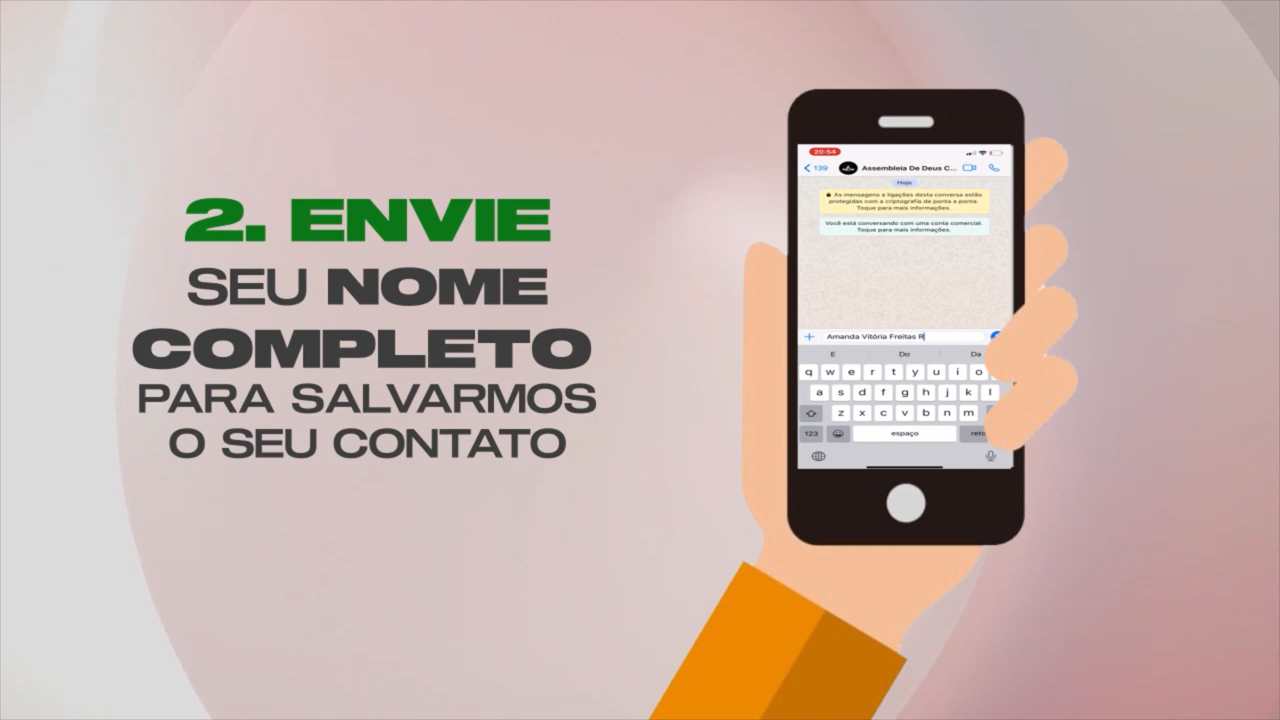 2. ENVIE
SEU NOME
COMPLETO
PARA SALVARMOS
O SEU CONTATO
20:54
139 Assembleia De Deus C...
Hoje
As mensagens e ligações desta conversa estão
protegidas com a criptografia de ponta a ponta.
Toque para mais informações.
Você está conversando com uma conta comercial.
Toque para mais informações.
Amanda Vitória Freitas R
E Do Da
q w e r t y u i o
a s d f g h j k l
z x c v b n m
123 espaço